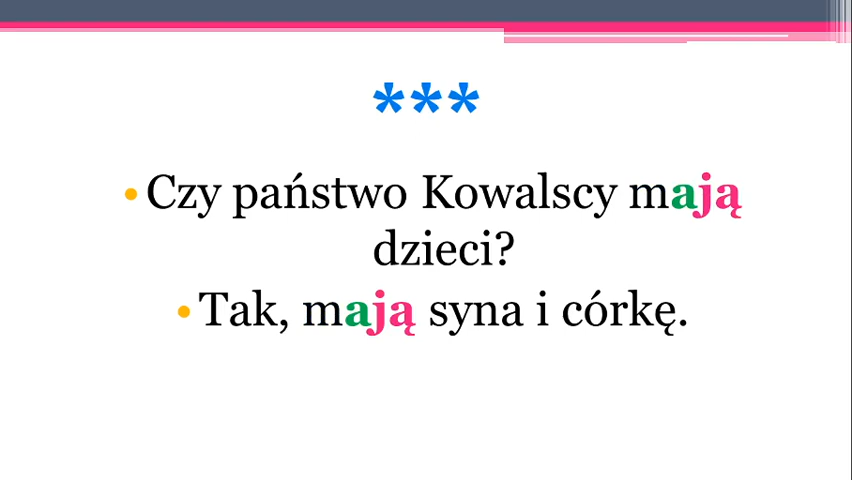 ***
•Czy państwo Kowalscy mają
dzieci?
•Tak, mają syna i córkę.